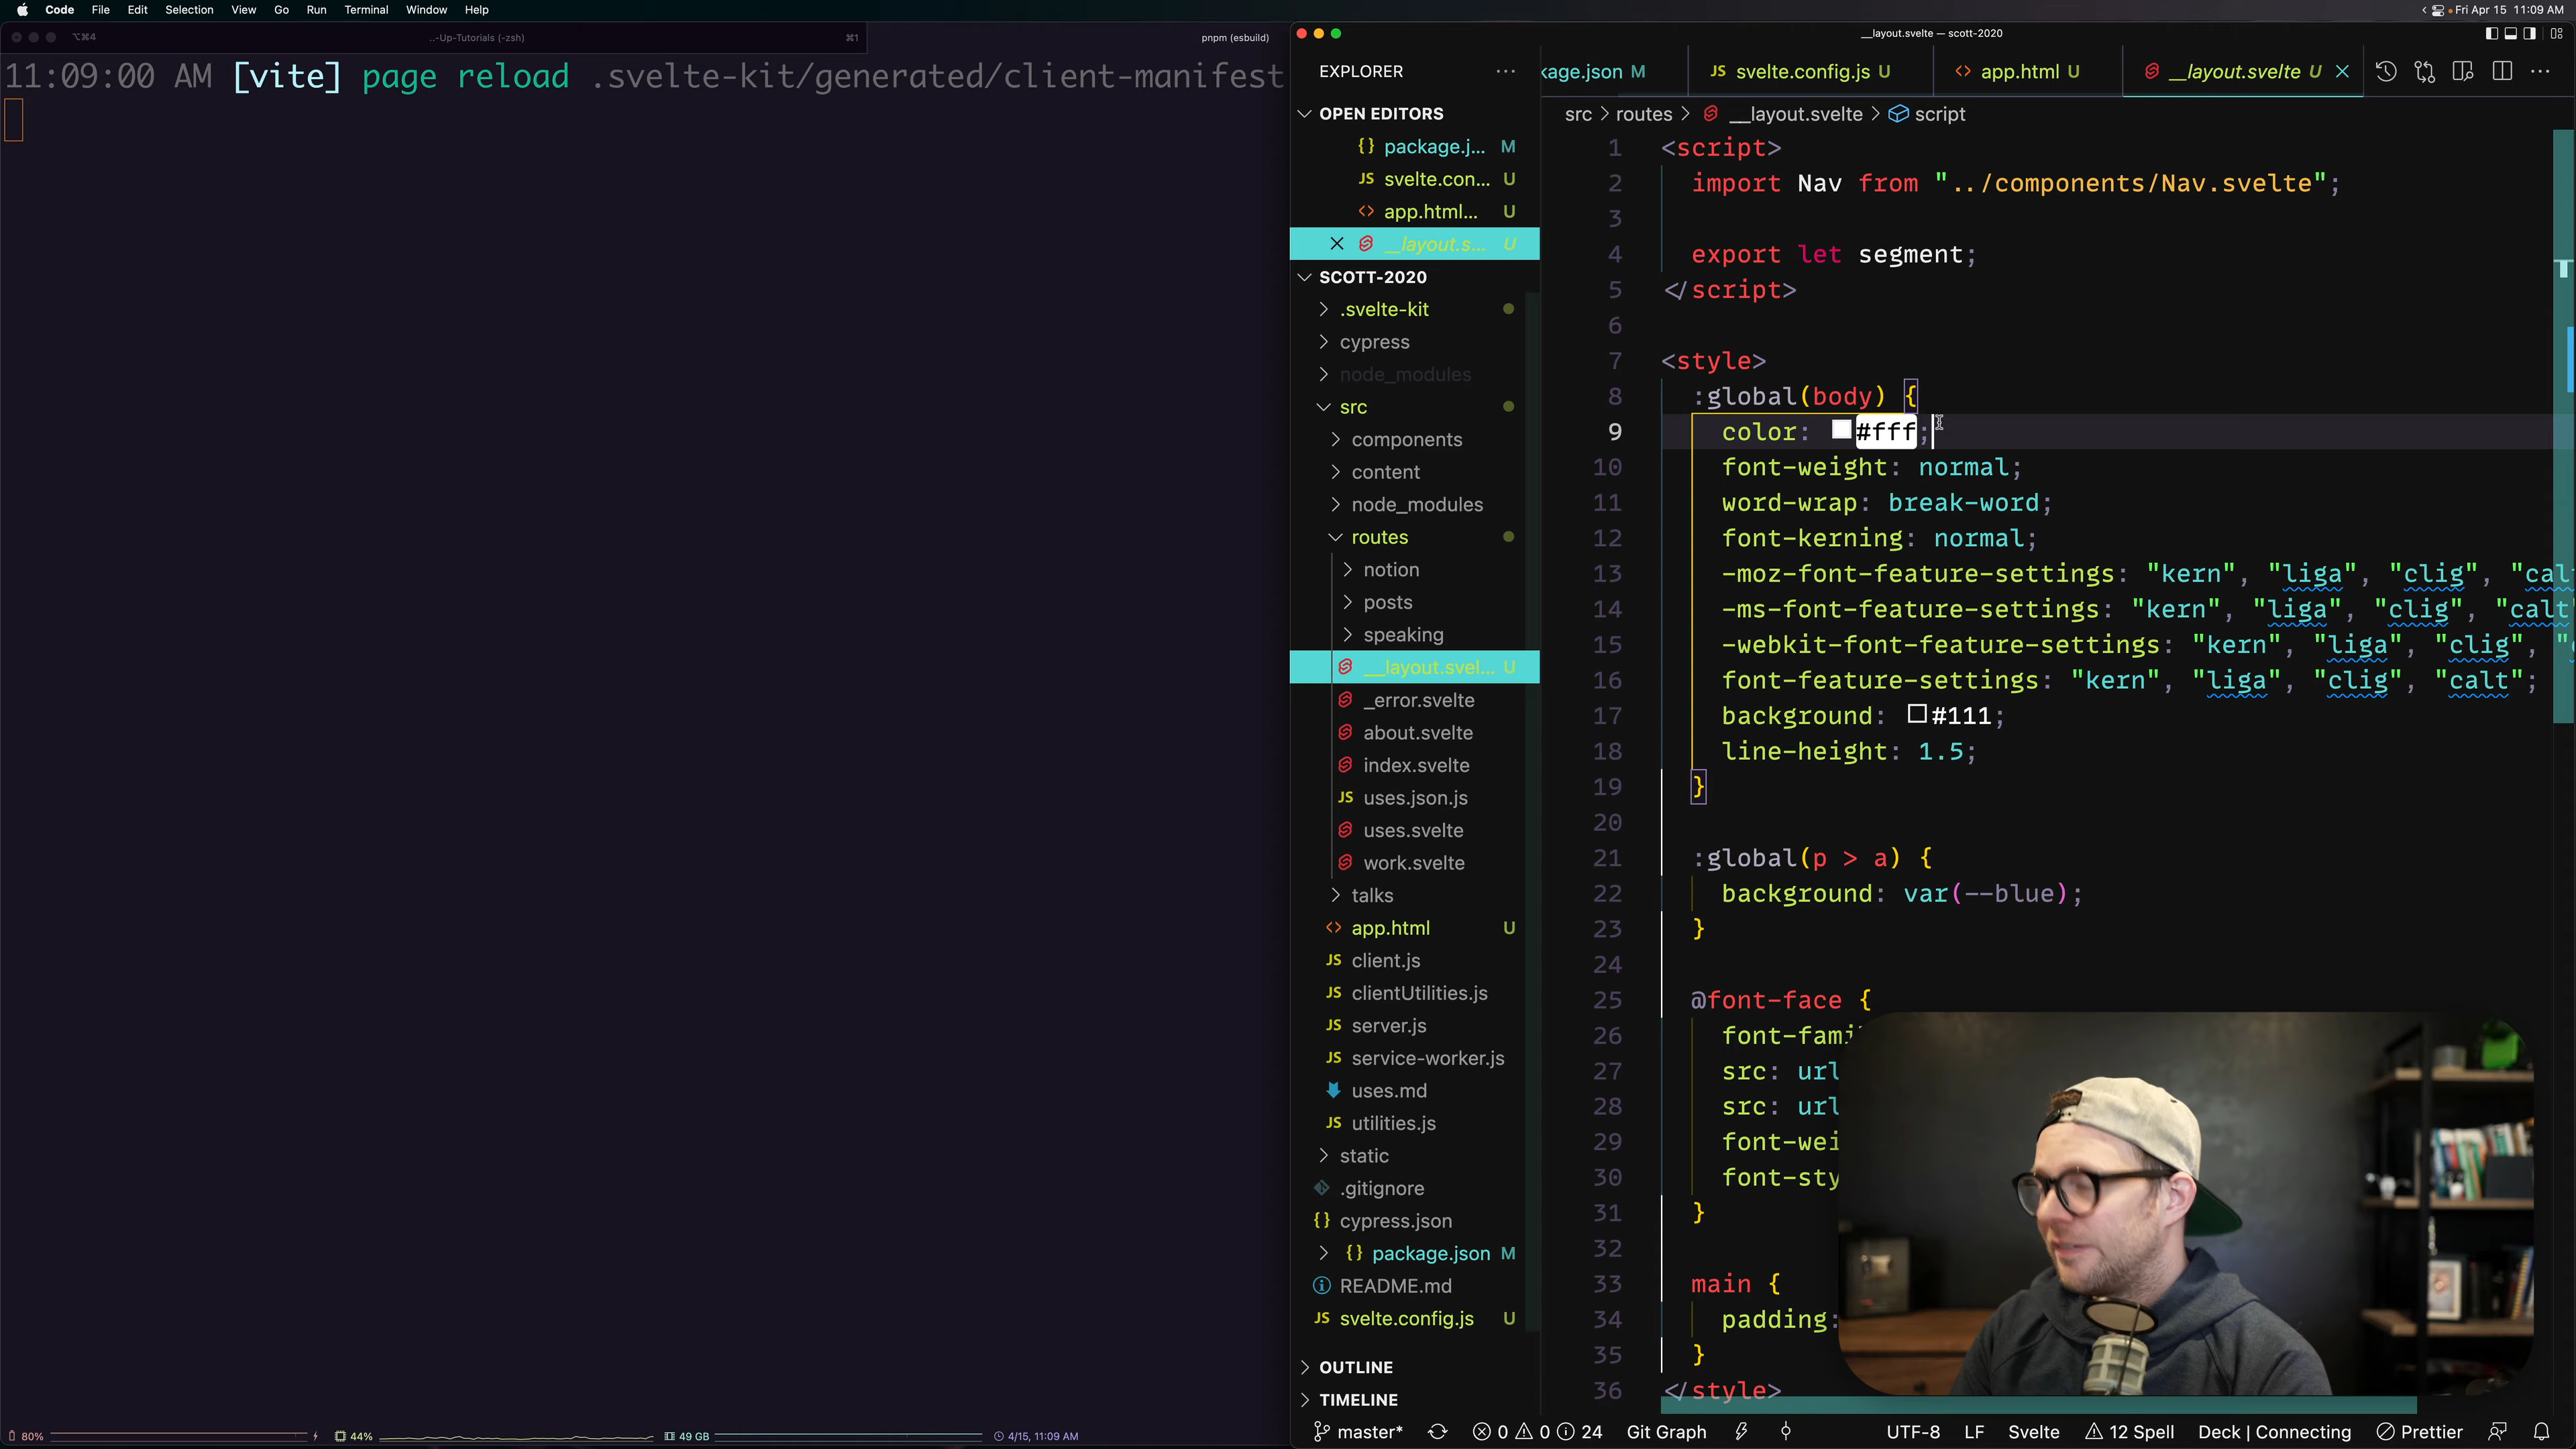 Code File Edit Selection View Go Run Terminal Window Help
Fri Apr 15 11:09 AM
⌥⌘4 ..-Up-Tutorials (-zsh) ⌘1 pnpm (esbuild)
11:09:00 AM [vite] page reload .svelte-kit/generated/client-manifest
80% 44% 49 GB 4/15, 11:09 AM
__layout.svelte — scott-2020
EXPLORER
OPEN EDITORS
package.j... M
svelte.con... U
app.html... U
__layout.s... U
SCOTT-2020
.svelte-kit
cypress
node_modules
src
components
content
node_modules
routes
notion
posts
speaking
__layout.svel... U
_error.svelte
about.svelte
index.svelte
uses.json.js
uses.svelte
work.svelte
talks
app.html U
client.js
clientUtilities.js
server.js
service-worker.js
uses.md
utilities.js
static
.gitignore
cypress.json
package.json M
README.md
svelte.config.js U
OUTLINE
TIMELINE
kage.json M JS svelte.config.js U app.html U __layout.svelte U
src > routes > __layout.svelte > script
1 <script>
2 import Nav from "../components/Nav.svelte";
3
4 export let segment;
5 </script>
6
7 <style>
8 :global(body) {
9 color: #fff;
10 font-weight: normal;
11 word-wrap: break-word;
12 font-kerning: normal;
13 -moz-font-feature-settings: "kern", "liga", "clig", "cal
14 -ms-font-feature-settings: "kern", "liga", "clig", "calt
15 -webkit-font-feature-settings: "kern", "liga", "clig", "
16 font-feature-settings: "kern", "liga", "clig", "calt";
17 background: #111;
18 line-height: 1.5;
19 }
20
21 :global(p > a) {
22 background: var(--blue);
23 }
24
25 @font-face {
26 font-fami
27 src: url
28 src: url
29 font-wei
30 font-sty
31 }
32
33 main {
34 padding:
35 }
36 </style>
master* 0 0 24 Git Graph UTF-8 LF Svelte 12 Spell Deck | Connecting Prettier